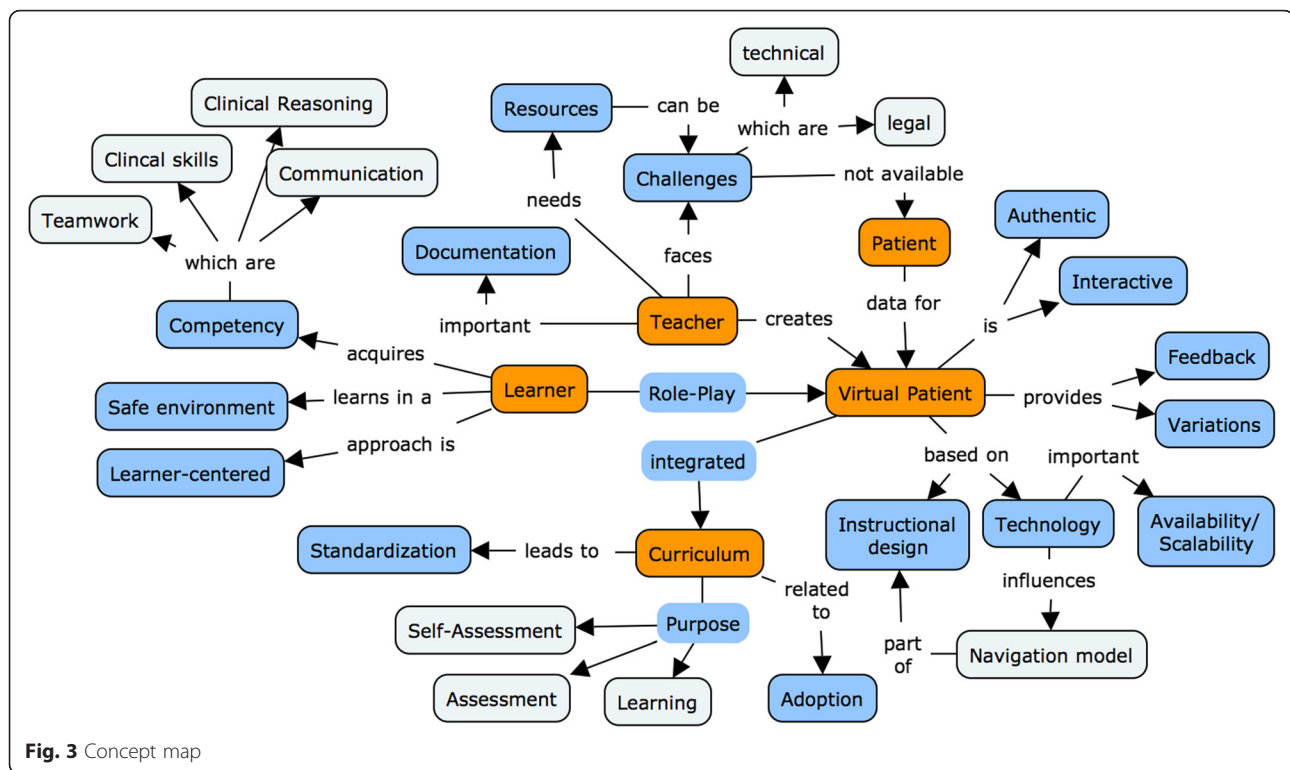 technical
Clinical Reasoning
Resources
can be
which are
legal
Clincal skills
Communication
Challenges
not available
needs
Teamwork
Authentic
Patient
Documentation
which are
faces
Interactive
data for
Competency
important
Teacher
creates
is
acquires
Feedback
Learner
Role-Play
Virtual Patient
provides
Safe environment
learns in a
Variations
approach is
Learner-centered
integrated
based on
important
Instructional
design
Technology
Availability/
Scalability
Standardization
leads to
Curriculum
influences
related
to
Self-Assessment
Purpose
part
of
Navigation model
Assessment
Learning
Adoption
Fig. 3 Concept map